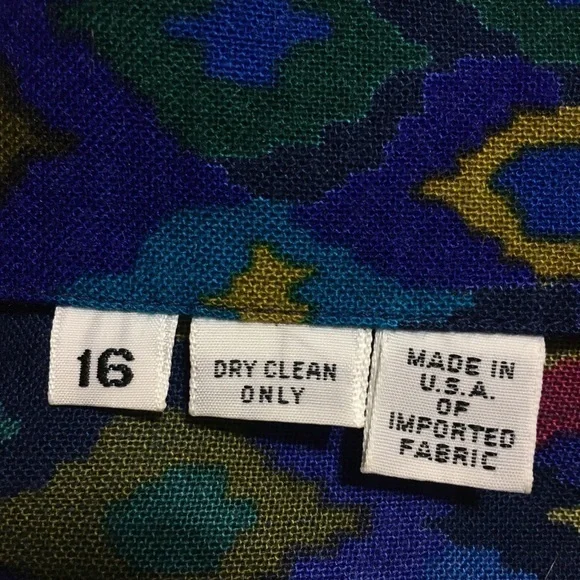 16
DRY CLEAN
ONLY
MADE IN
U.S.A.
OF
IMPORTED
FABRIC